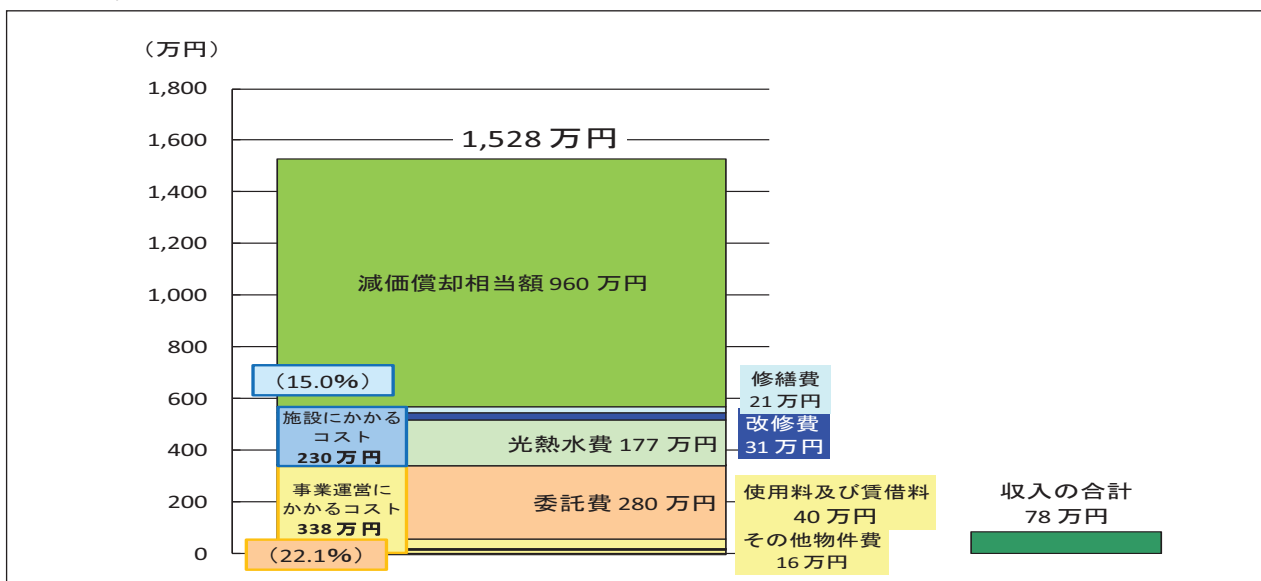 （万円）
1,800
1,600
1,400
1,200
1,000
800
600
400
200
0
1,528 万円
減価償却相当額 960 万円
（15.0%）
施設にかかる
コスト
230 万円
光熱水費 177 万円
事業運営に
かかるコスト
338 万円
委託費 280 万円
（22.1%）
修繕費
21 万円
改修費
31 万円
使用料及び賃借料
40 万円
その他物件費
16 万円
収入の合計
78 万円